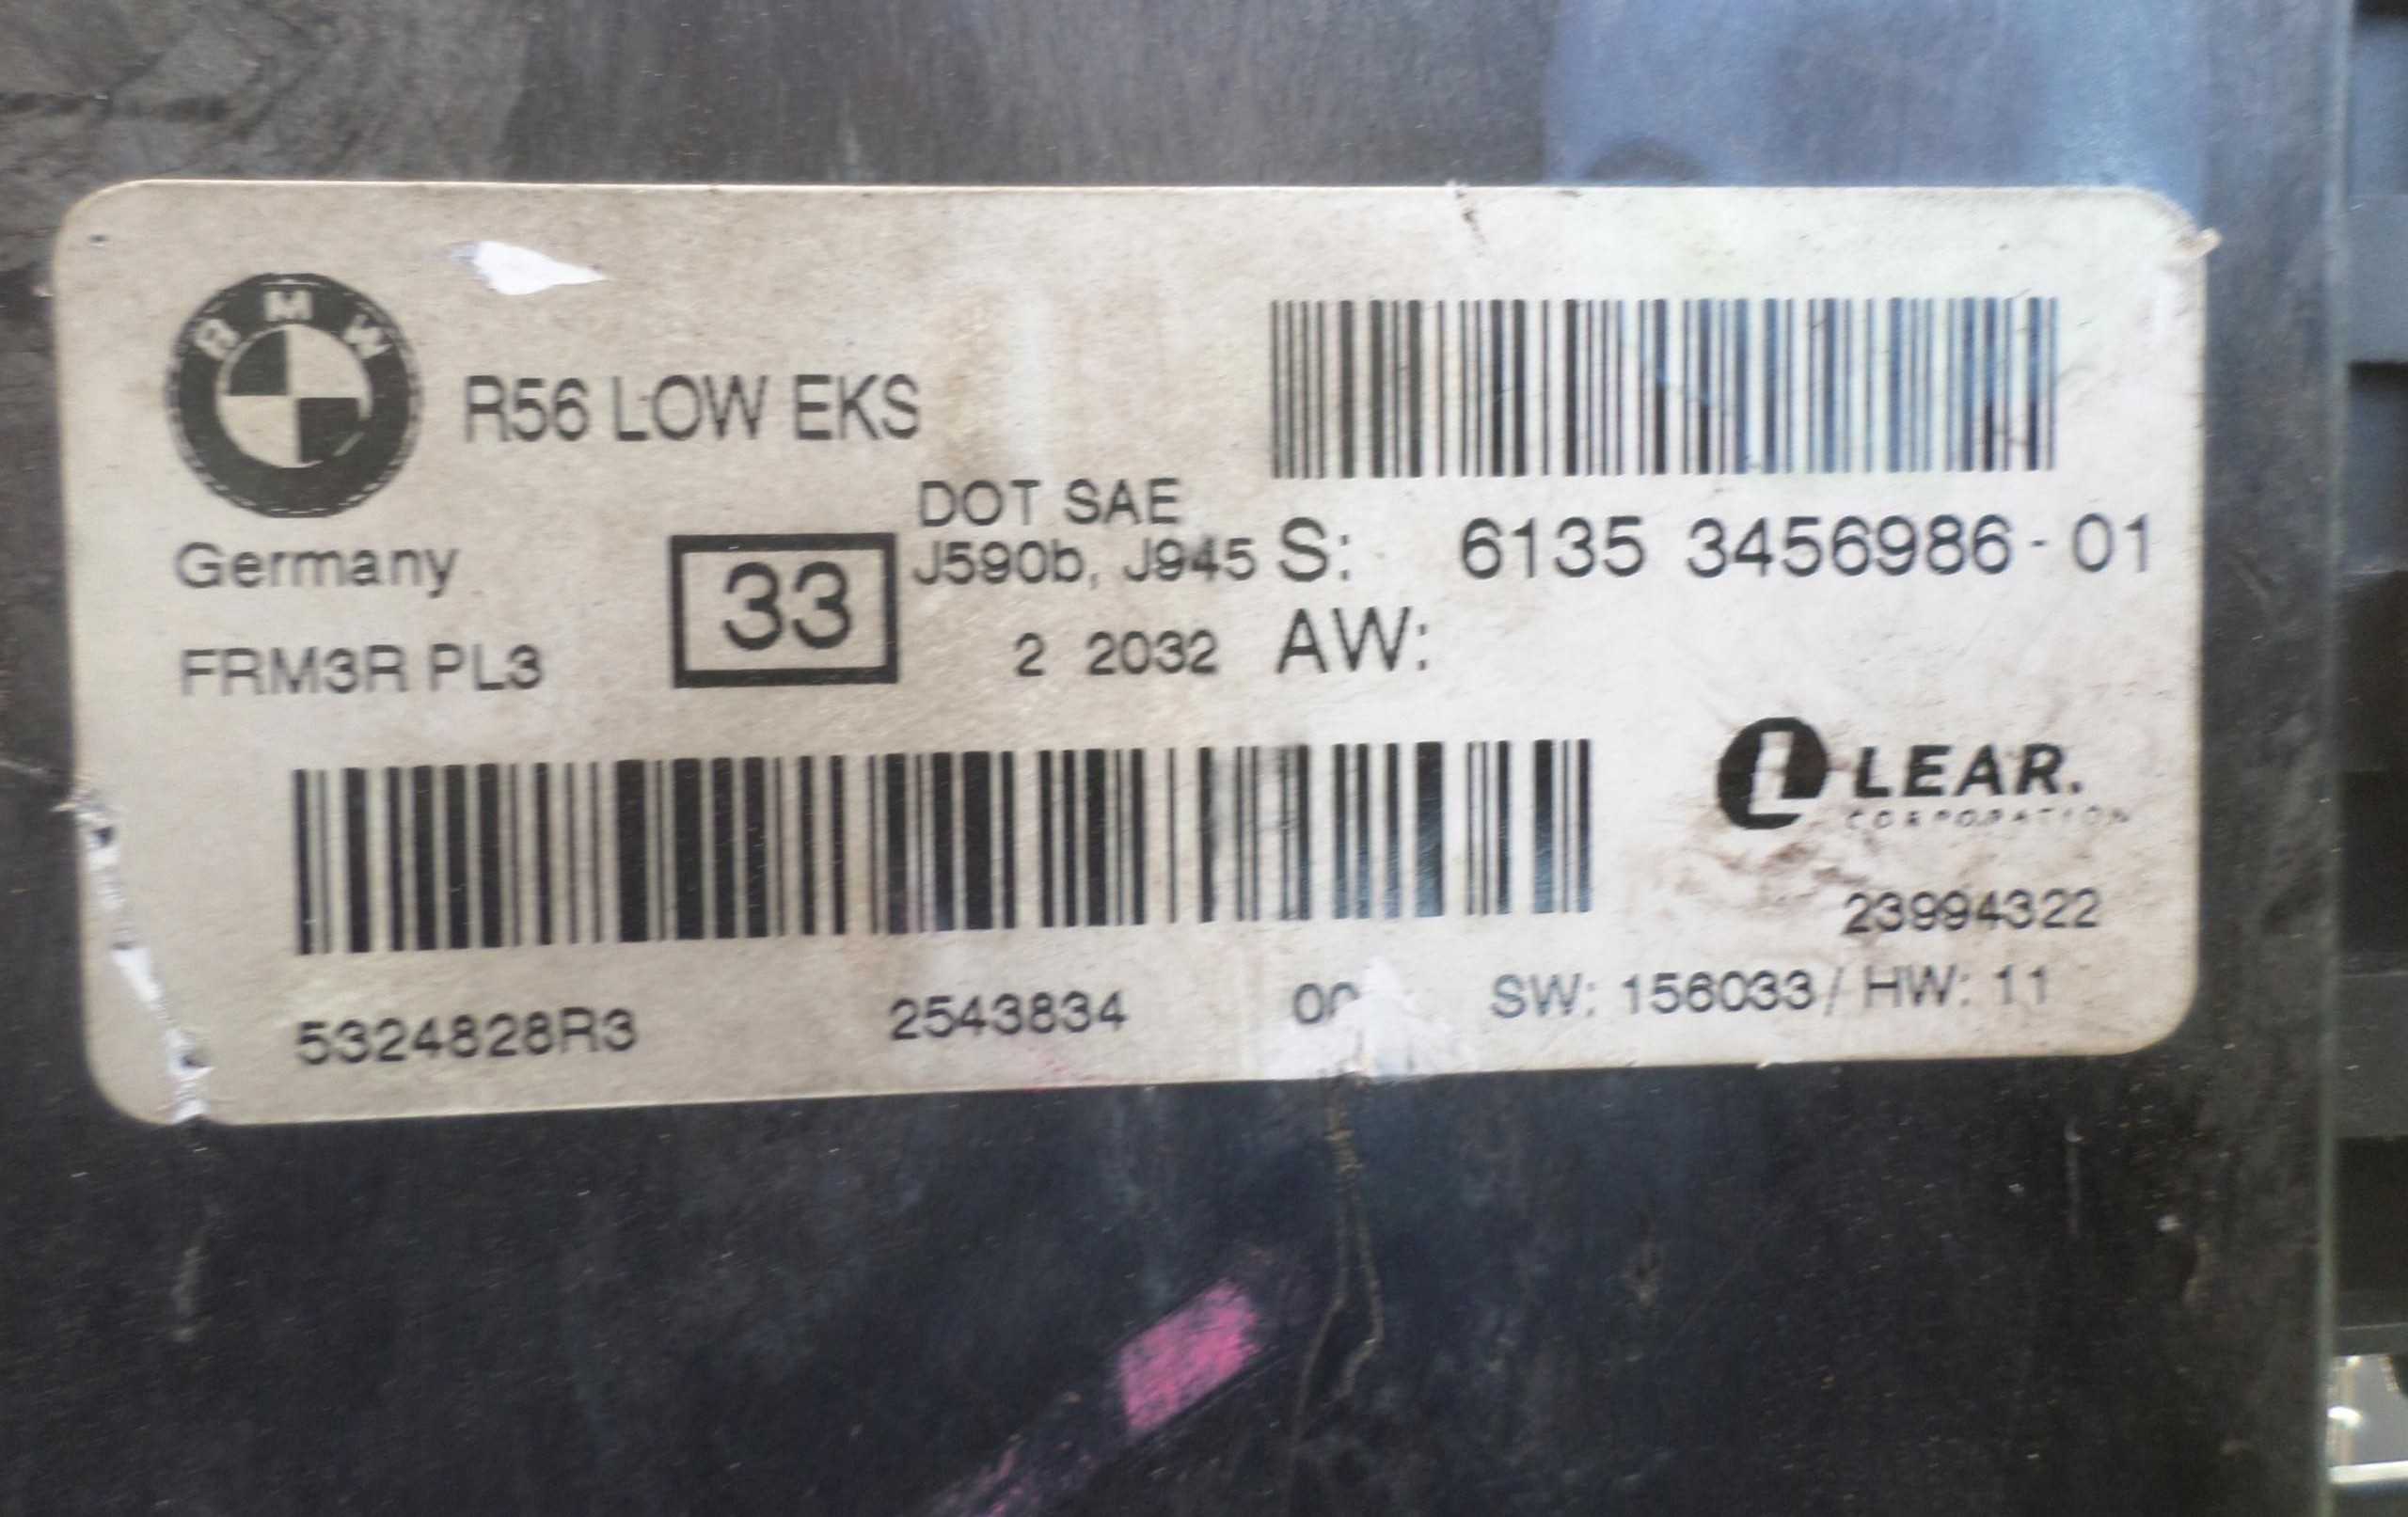 BMW
R56 LOW EKS
DOT SAE
Germany
33
J590b, J945
S: 6135 3456986-01
FRM3R PL3
2 2032
AW:
LEAR.
CORPORATION
23994322
5324828R3 2543834 SW: 156033/ HW: 11